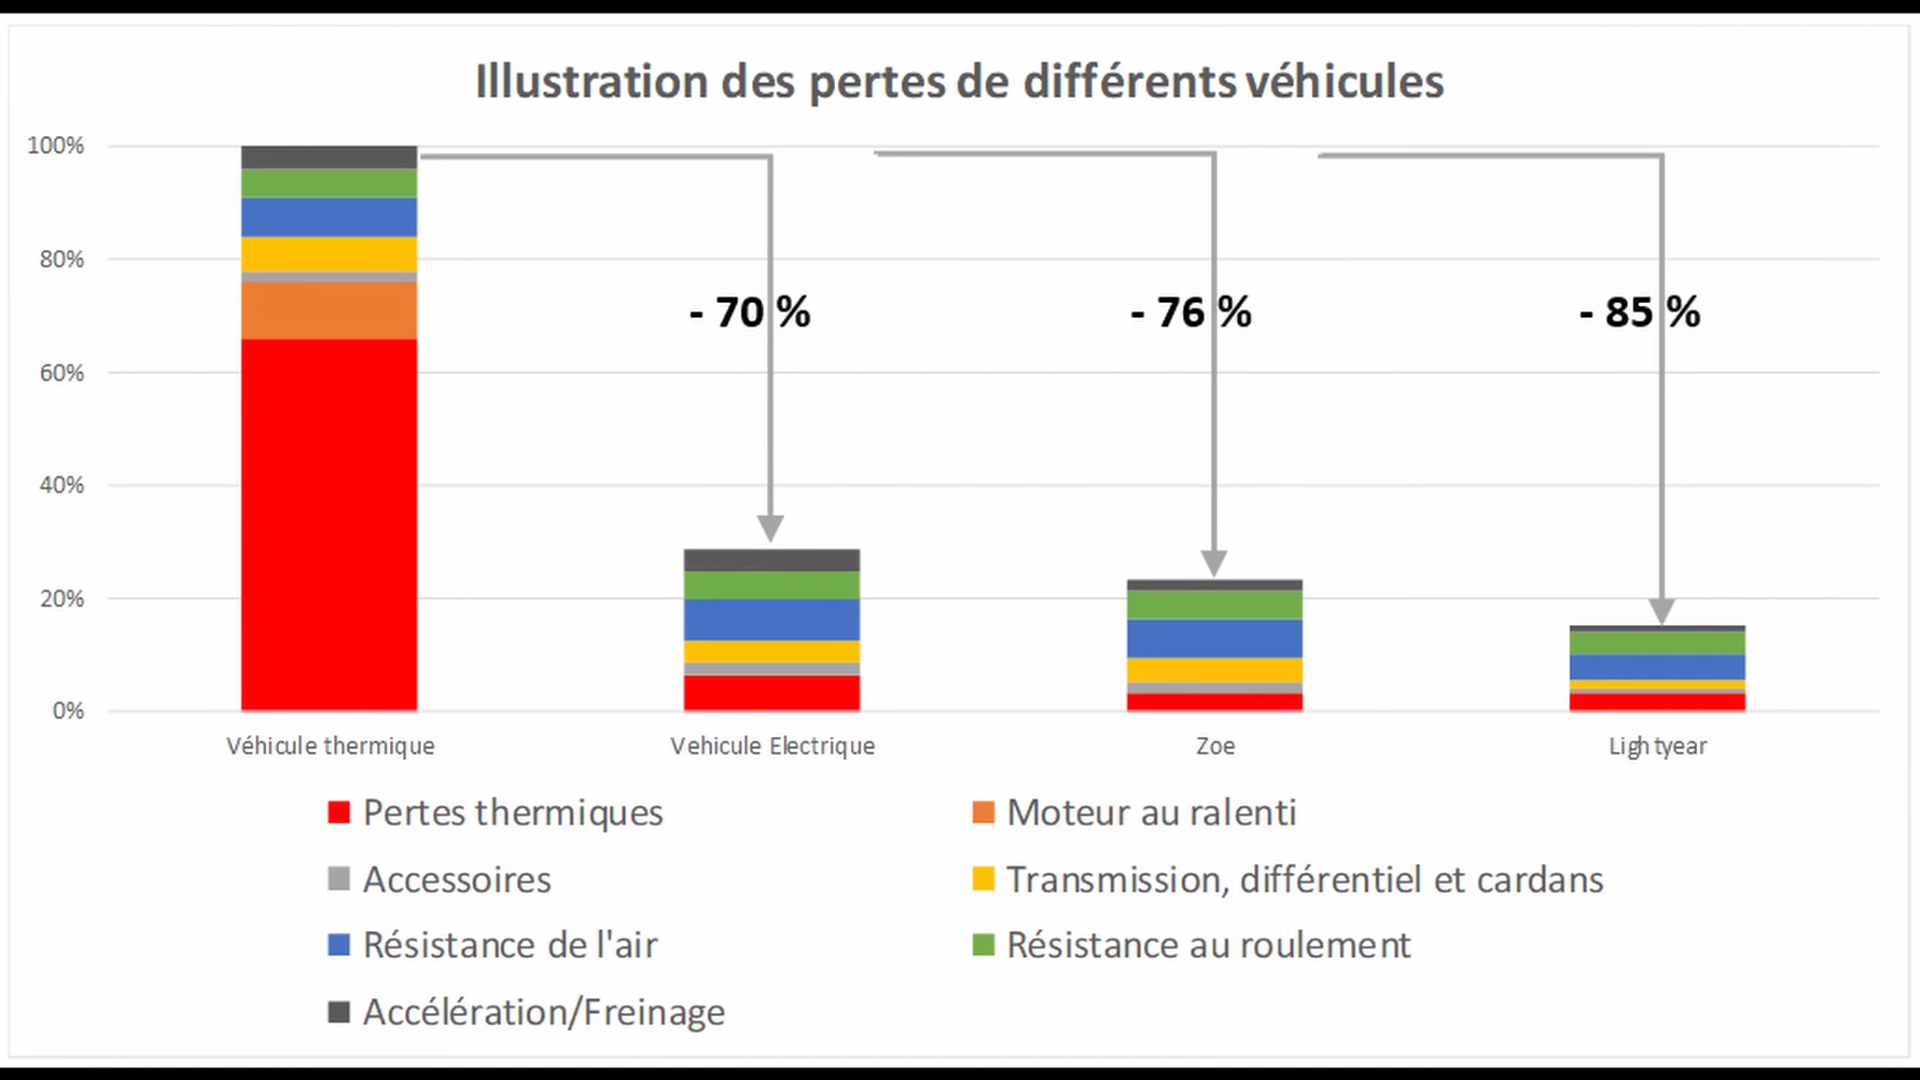 Illustration des pertes de différents véhicules
100%
80%
60%
40%
20%
0%
- 70 %
- 76 %
- 85 %
Véhicule thermique
Vehicule Electrique
Zoe
Lightyear
Pertes thermiques
Moteur au ralenti
Accessoires
Transmission, différentiel et cardans
Résistance de l'air
Résistance au roulement
Accélération/Freinage